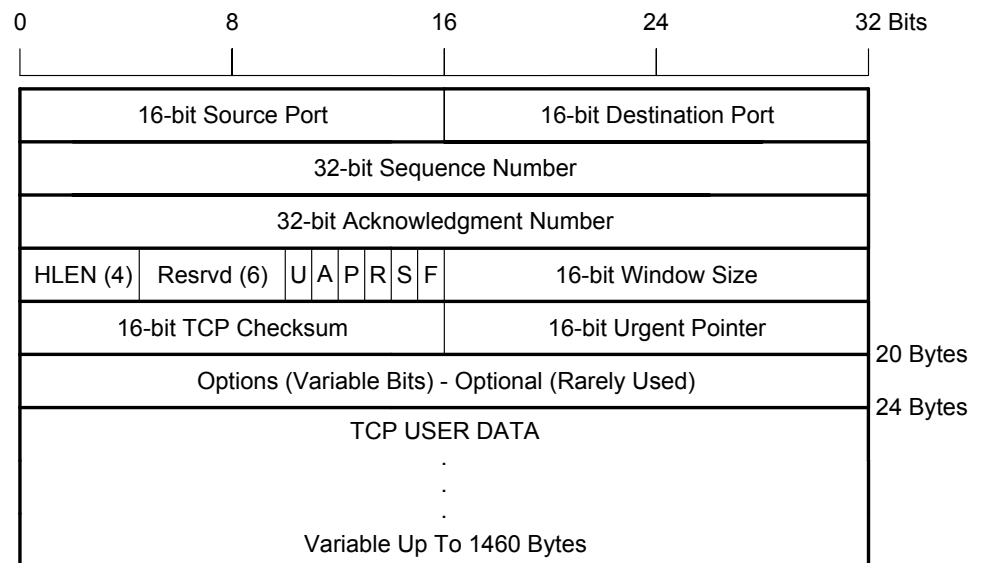 0 8 16 24 32 Bits
16-bit Source Port 16-bit Destination Port
32-bit Sequence Number
32-bit Acknowledgment Number
HLEN (4) Resrvd (6) U A P R S F 16-bit Window Size
16-bit TCP Checksum 16-bit Urgent Pointer
20 Bytes
Options (Variable Bits) - Optional (Rarely Used)
24 Bytes
TCP USER DATA
.
.
.
Variable Up To 1460 Bytes